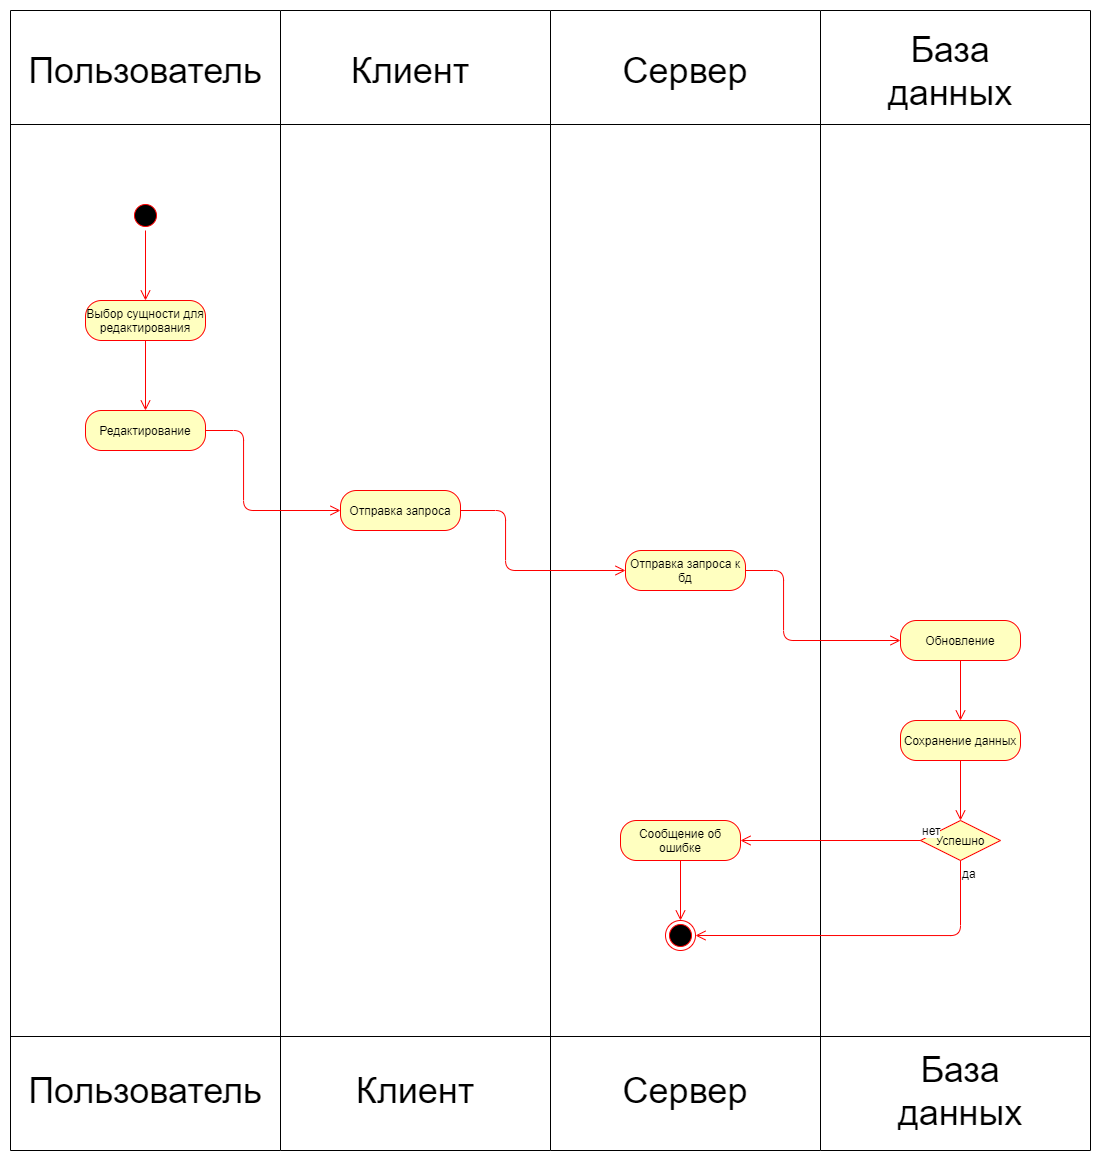 Пользователь
Клиент
Сервер
База
данных
Выбор сущности для
редактирования
Редактирование
Отправка запроса
Отправка запроса к
бд
Обновление
Сохранение данных
Сообщение об
ошибке
нет
Успешно
да
Пользователь
Клиент
Сервер
База
данных